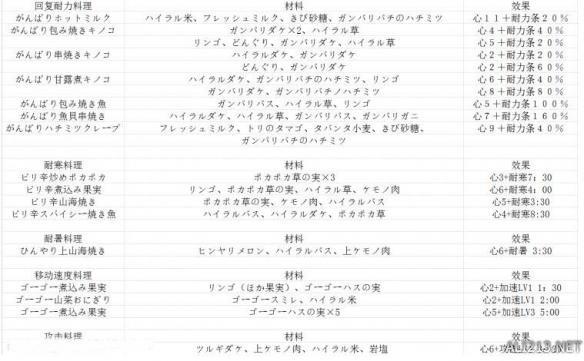 回复耐力料理 材料 效果
がんばりホットミルク ハイラル米、フレッシュミルク、きび砂糖、ガンバリバチのハチミツ 心１１＋耐力条２０％
がんばり包み焼きキノコ ガンバリダケ×2、ハイラル草 心４＋耐力条４０％
リンゴ、どんぐり、ガンバリダケ、ハイラル草 心５＋耐力条２０％
がんばり串焼きキノコ ハイラルダケ、ガンバリダケ 心２＋耐力条２０％
どんぐり、ガンバリダケ 心２＋耐力条６０％
がんばり甘露煮キノコ ハイラルダケ、ガンバリバチのハチミツ、リンゴ 心６＋耐力条４０％
ガンバリダケ、ガンバリバチノハチミツ 心８＋耐力条８０％
がんばり包み焼き魚 ガンバリバス、ハイラル草、リンゴ 心５＋耐力条１００％
がんばり魚貝串焼き ハイラルダケ、ハイラル草、ガンバリバス、ガンバリガニ 心７＋耐力条１６０％
がんばりハチミツクレープ フレッシュミルク、トリのタマゴ、タバンタ小麦、きび砂糖、 心９＋耐力条４０％
ガンバリバチのハチミツ
耐寒料理 材料 效果
ピリ辛炒めポカポカ ポカポカ草の実×3 心3+耐寒7：30
ピリ辛煮込み果実 リンゴ、ポカポカ草の実、ハイラル草、ケモノ肉 心6+耐寒4：00
ピリ辛山海焼き ポカポカ草の実、ケモノ肉、ハイラルバス 心5+耐寒3:30
ピリ辛スパイシー焼き魚 ハイラルバス、ハイラルダケ、ポカポカ草 心4+耐寒8:30
耐暑料理 材料 效果
ひんやり上山海焼き ヒンヤリメロン、ハイラルバス、上ケモノ肉 心6+耐暑 3:30
移动速度料理 材料 效果
ゴーゴー煮込み果実 リンゴ（ほか果実）、ゴーゴーハスの実 心2+加速LV1 1：30
ゴーゴー山菜おにぎり ゴーゴースミレ、ハイラル米 心2+加速LV1 2:00
ゴーゴー煮込み果実 ゴーゴーハスの実×5 心5+加速LV3 5:00
攻击料理 材料 效果
ツルギダケ、上ケモノ肉、ハイラル米、岩塩